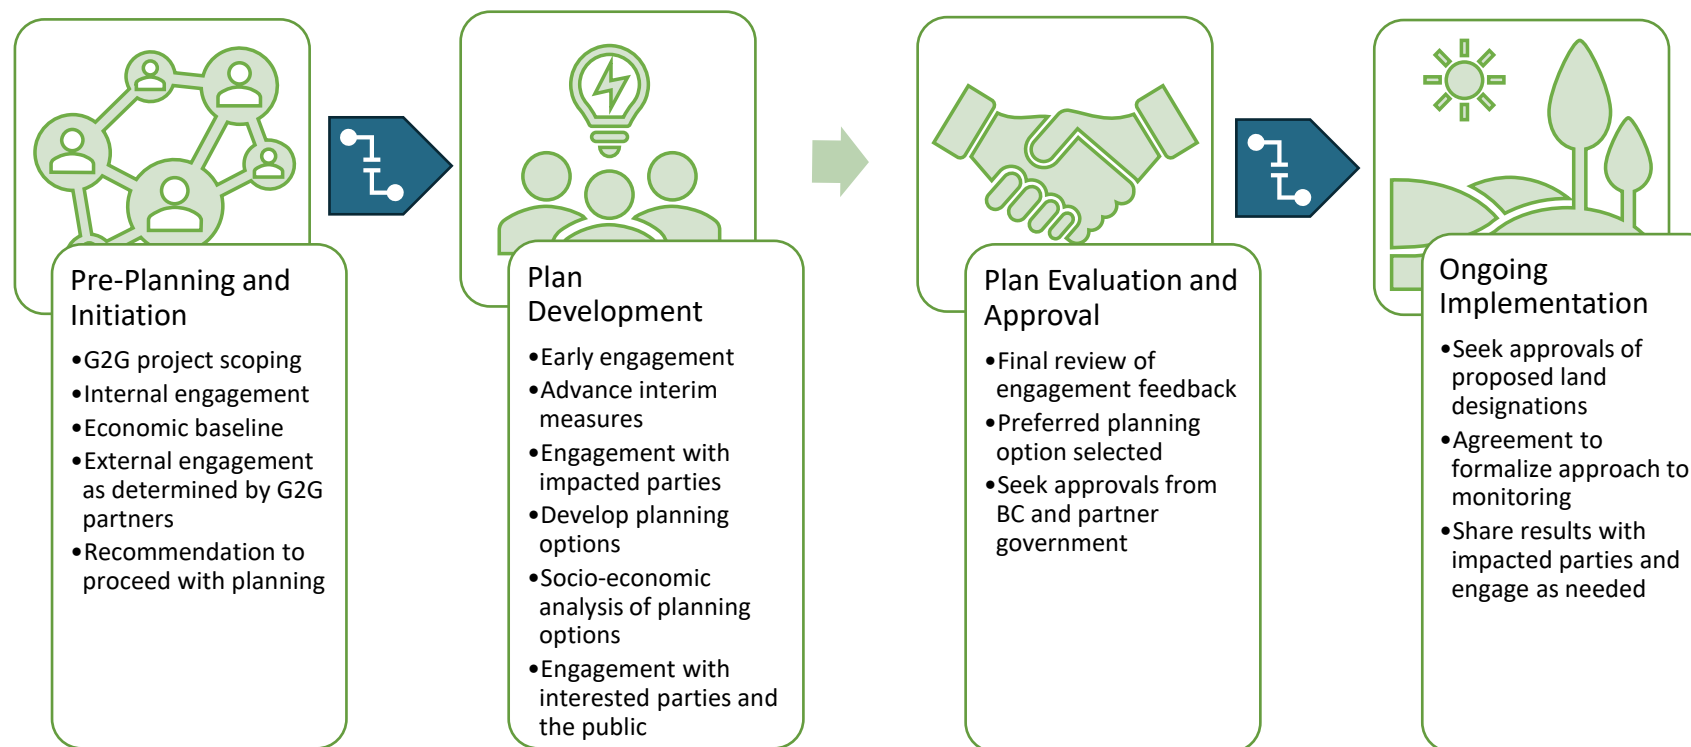 Pre-Planning and
Initiation
•G2G project scoping
•Internal engagement
•Economic baseline
•External engagement
as determined by G2G
partners
•Recommendation to
proceed with planning
Plan
Development
•Early engagement
•Advance interim
measures
•Engagement with
impacted parties
•Develop planning
options
•Socio-economic
analysis of planning
options
•Engagement with
interested parties and
the public
Plan Evaluation and
Approval
•Final review of
engagement feedback
•Preferred planning
option selected
•Seek approvals from
BC and partner
government
Ongoing
Implementation
•Seek approvals of
proposed land
designations
•Agreement to
formalize approach to
monitoring
•Share results with
impacted parties and
engage as needed